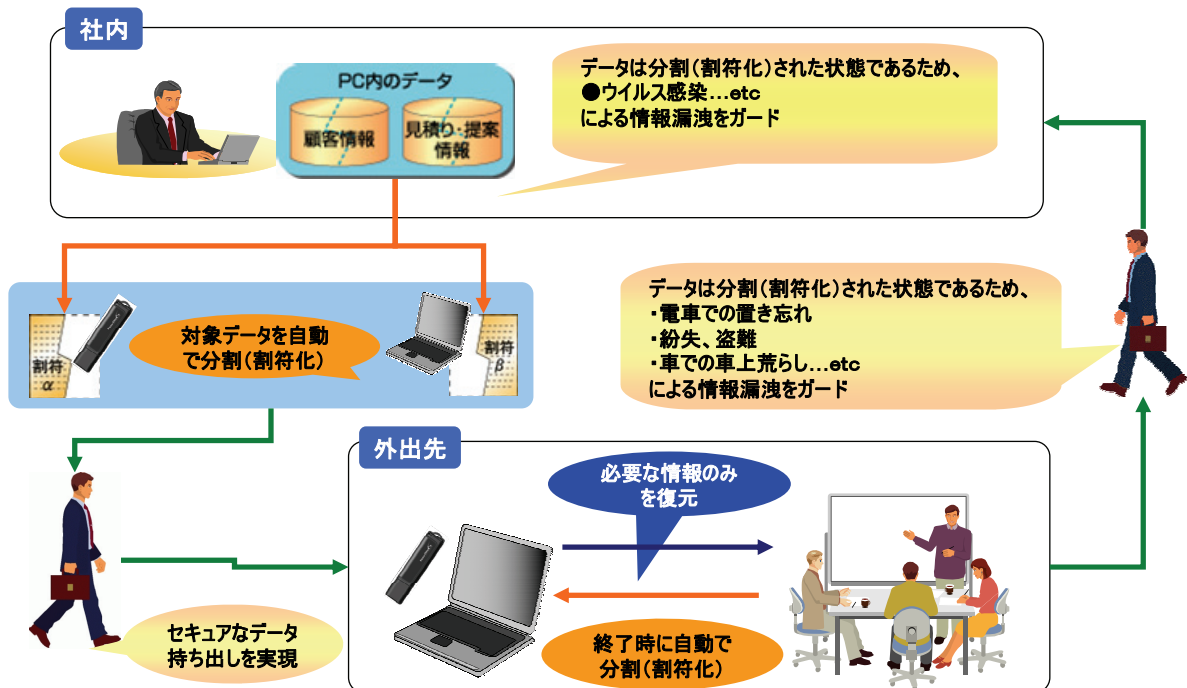 社内
PC内のデータ
顧客情報
見積り・提案
情報
データは分割(割符化)された状態であるため、
●ウイルス感染…etc
による情報漏洩をガード
割符
α
対象データを自動
で分割(割符化)
割符
β
データは分割(割符化)された状態であるため、
・電車での置き忘れ
・紛失、盗難
・車での車上荒らし…etc
による情報漏洩をガード
セキュアなデータ
持ち出しを実現
外出先
必要な情報のみ
を復元
終了時に自動で
分割(割符化)